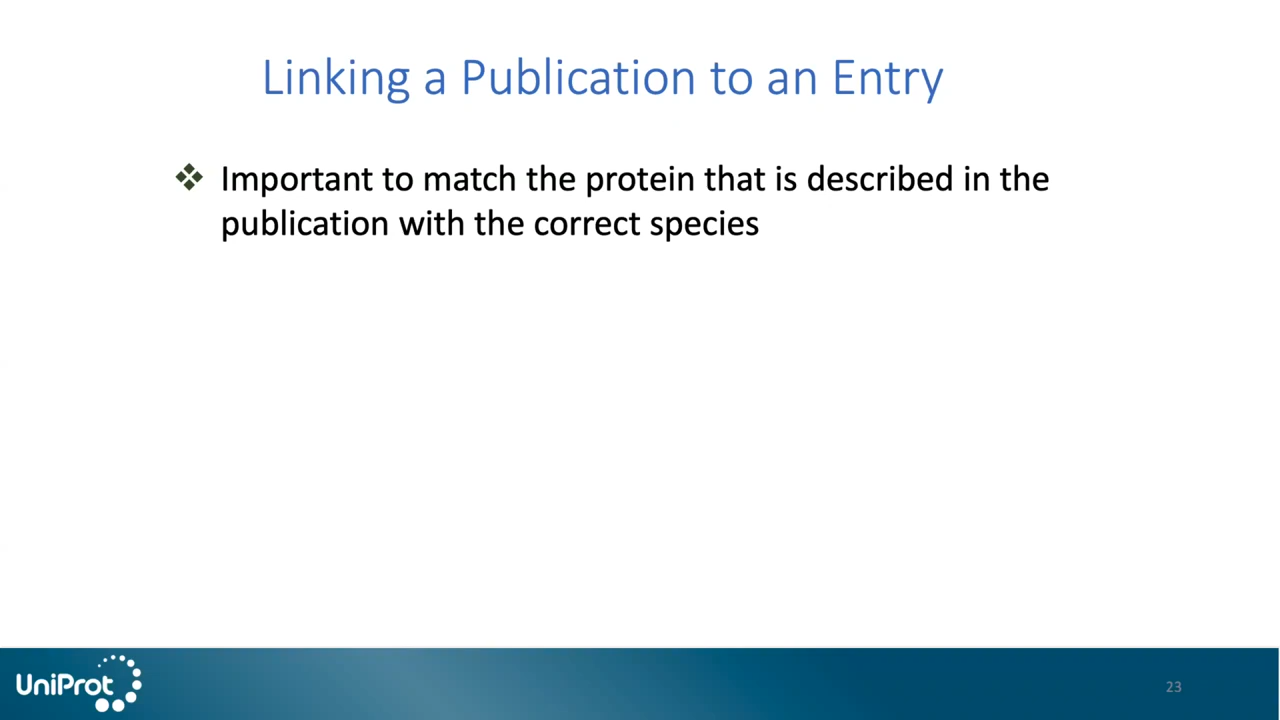 Linking a Publication to an Entry
Important to match the protein that is described in the
publication with the correct species
UniProt
23